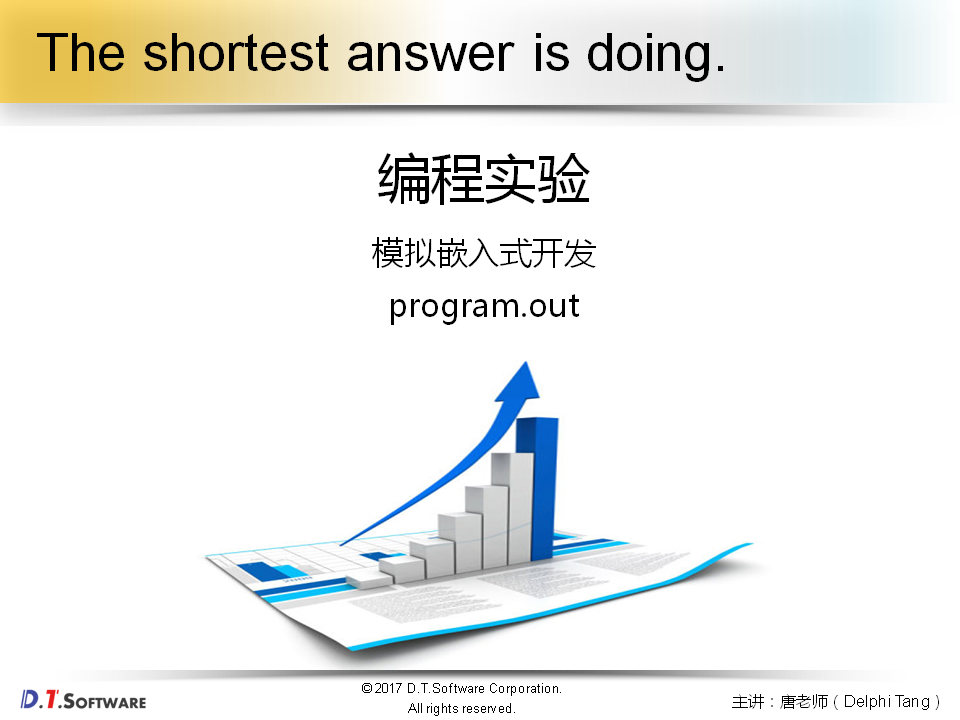 The shortest answer is doing.
编程实验
模拟嵌入式开发
program.out
2009
D.T.SOFTWARE
©2017 D.T.Software Corporation.
All rights reserved.
主讲：唐老师（Delphi Tang）